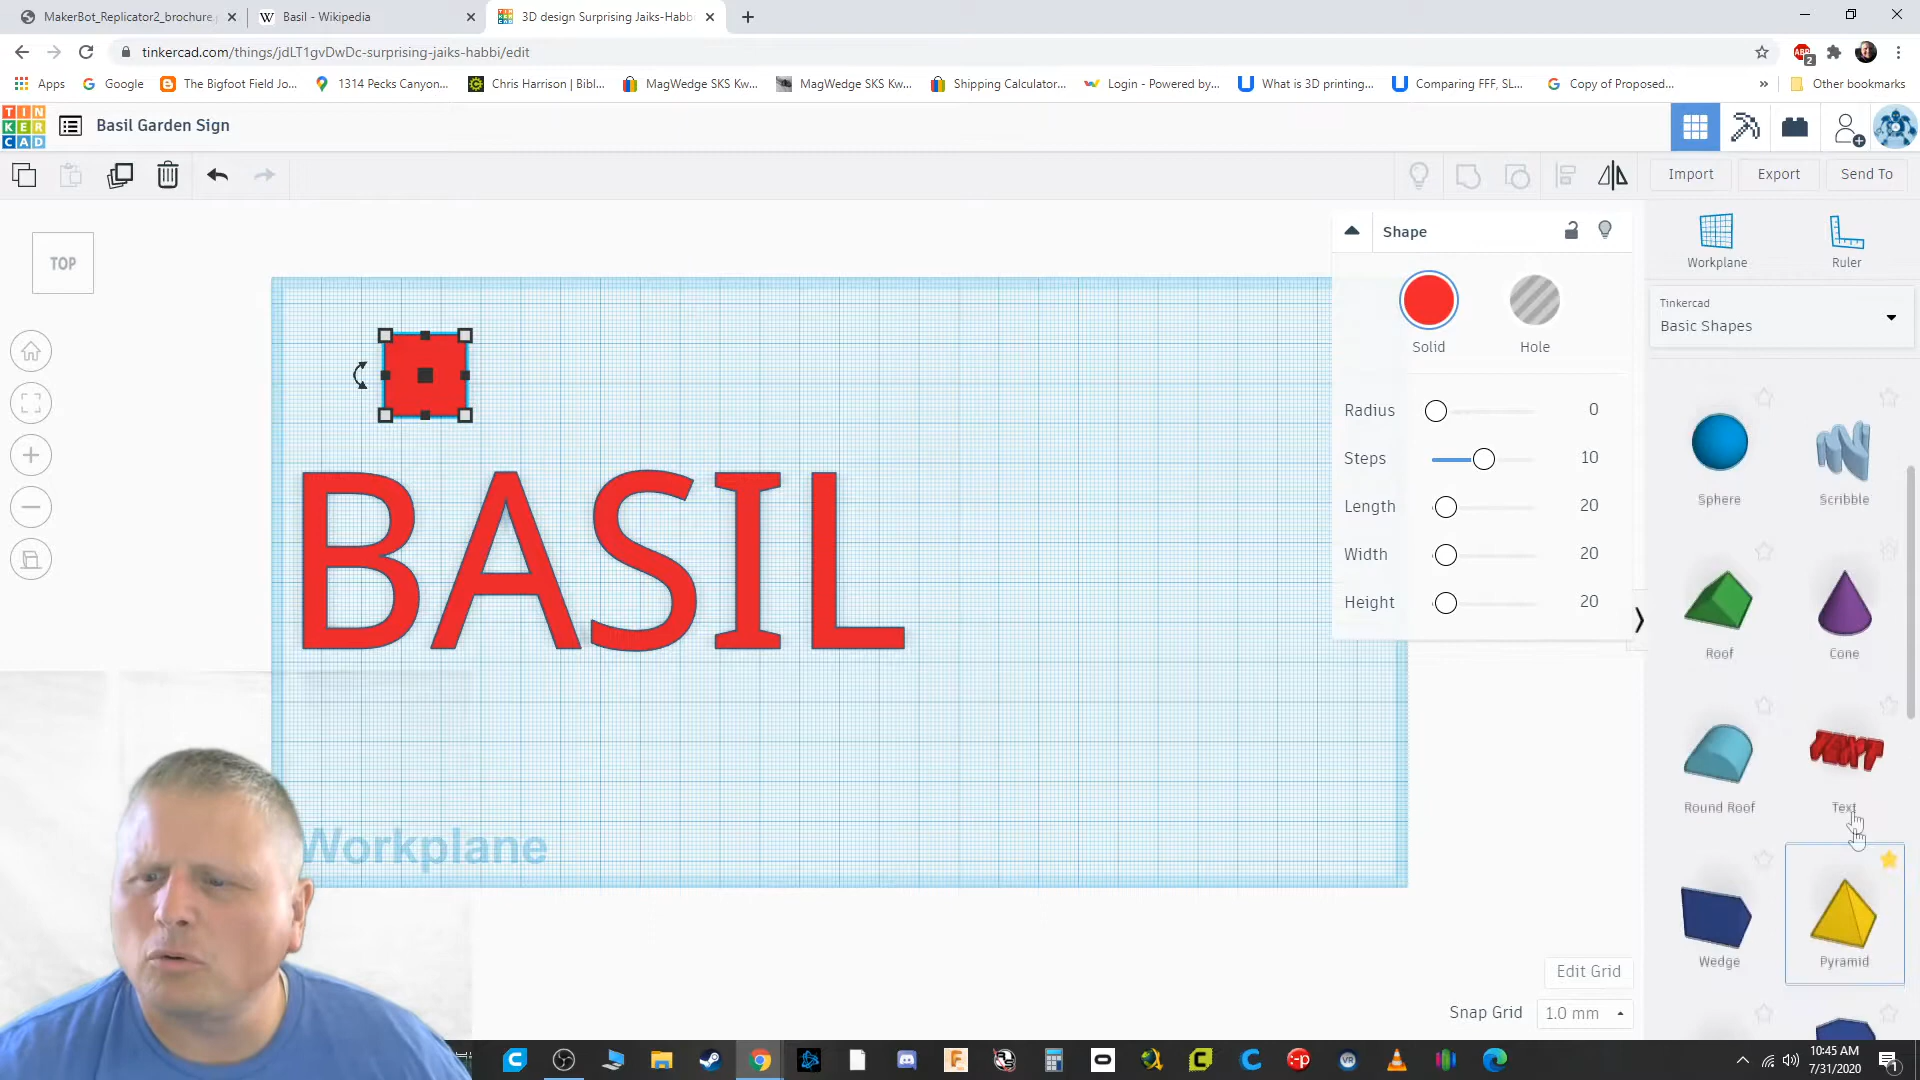 MakerBot_Replicator2_brochure.
Basil - Wikipedia
3D design Surprising Jaiks-Habb
tinkercad.com/things/jdLT1gvDwDc-surprising-jaiks-habbi/edit
ABP
2
Apps
Google
The Bigfoot Field Jo...
1314 Pecks Canyon...
Chris Harrison | Bibl...
MagWedge SKS Kw...
MagWedge SKS Kw...
Shipping Calculator...
Login - Powered by...
What is 3D printing...
Comparing FFF, SL...
Copy of Proposed...
Other bookmarks
TIN
KER
CAD
Basil Garden Sign
Import
Export
Send To
TOP
Shape
Workplane
Ruler
Solid
Hole
Tinkercad
Basic Shapes
Radius 0
Steps 10
Length 20
Width 20
Height 20
BASIL
Sphere
Scribble
Roof
Cone
TEXT
Round Roof
Text
Workplane
Wedge
Pyramid
Edit Grid
Snap Grid 1.0 mm
10:45 AM
7/31/2020
1